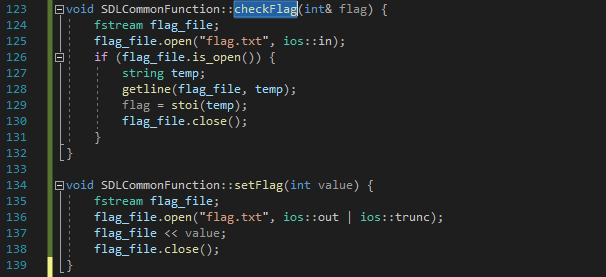 123 void SDLCommonFunction::checkFlag(int& flag) {
124 fstream flag_file;
125 flag_file.open("flag.txt", ios::in);
126 if (flag_file.is_open()) {
127 string temp;
128 getline(flag_file, temp);
129 flag = stoi(temp);
130 flag_file.close();
131 }
132 }
133
134 void SDLCommonFunction::setFlag(int value) {
135 fstream flag_file;
136 flag_file.open("flag.txt", ios::out | ios::trunc);
137 flag_file << value;
138 flag_file.close();
139 }